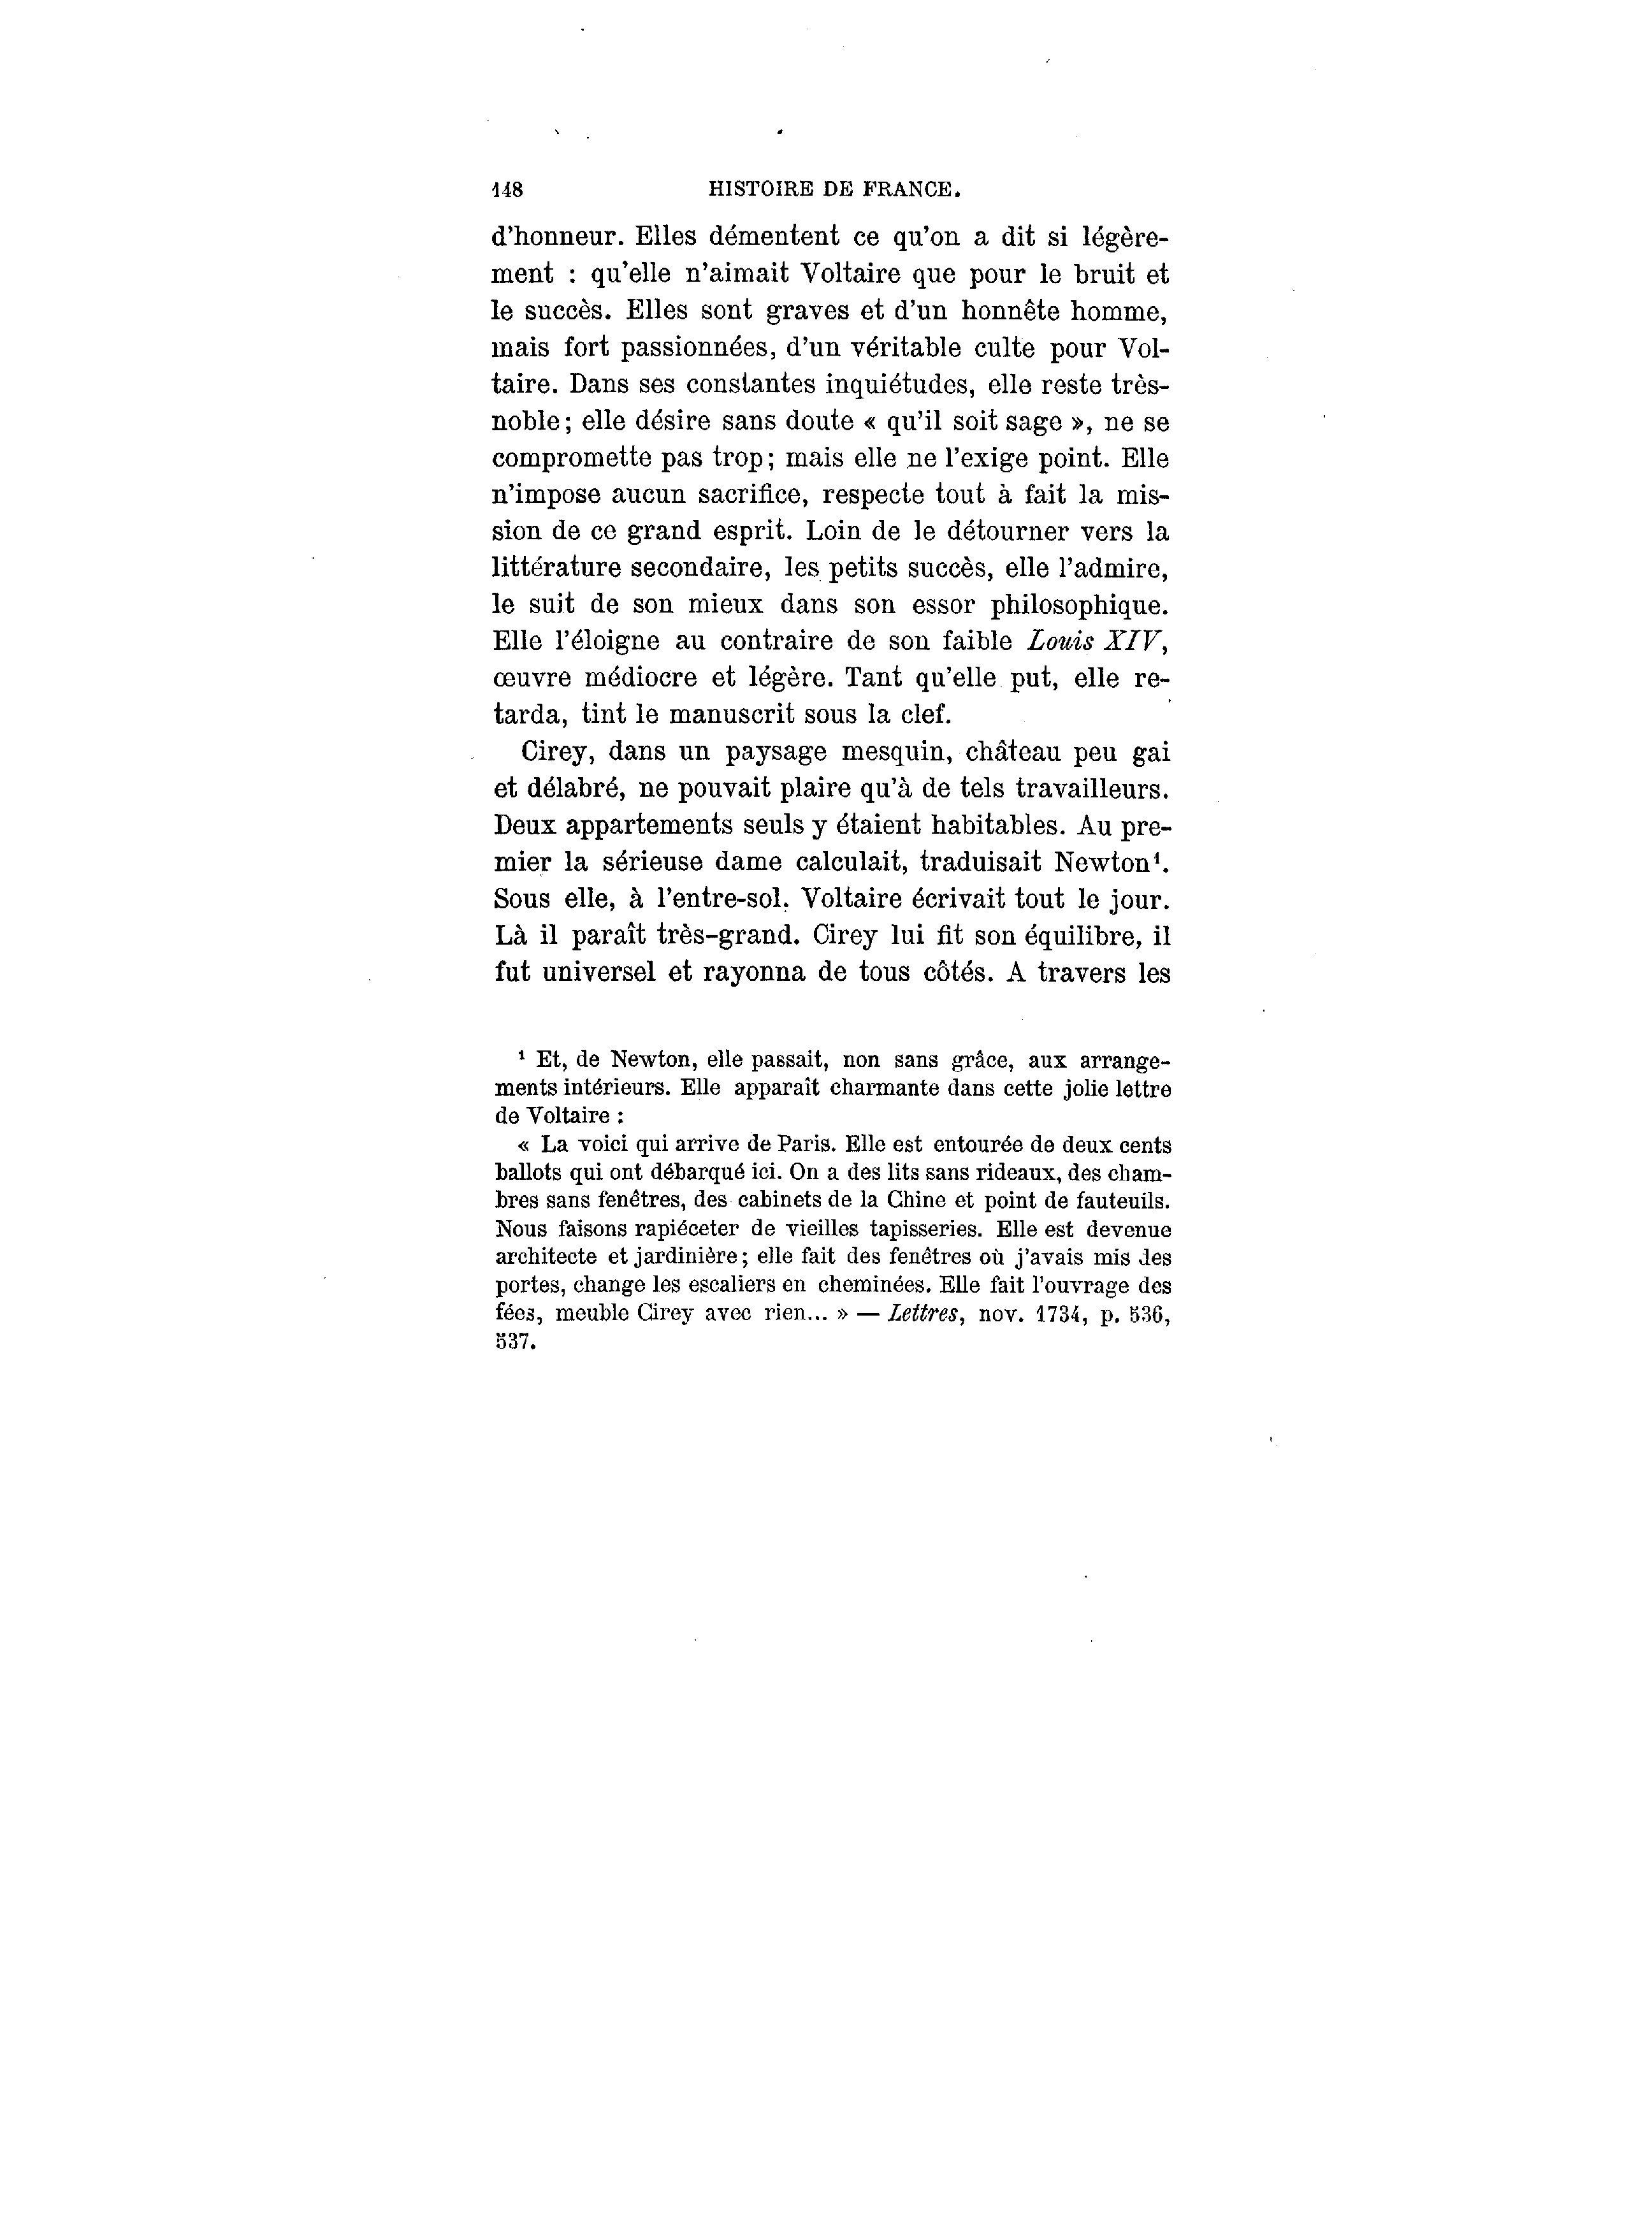 148 HISTOIRE DE FRANCE.
d'honneur. Elles démentent ce qu'on a dit si légère-
ment : qu'elle n'aimait Voltaire que pour le bruit et
le succès. Elles sont graves et d'un honnête homme,
mais fort passionnées, d'un véritable culte pour Vol-
taire. Dans ses constantes inquiétudes, elle reste très-
noble; elle désire sans doute « qu'il soit sage », ne se
compromette pas trop; mais elle ne l'exige point. Elle
n'impose aucun sacrifice, respecte tout à fait la mis-
sion de ce grand esprit. Loin de le détourner vers la
littérature secondaire, les petits succès, elle l'admire,
le suit de son mieux dans son essor philosophique.
Elle l'éloigne au contraire de son faible Louis XIV,
œuvre médiocre et légère. Tant qu'elle put, elle re-
tarda, tint le manuscrit sous la clef.
Cirey, dans un paysage mesquin, château peu gai
et délabré, ne pouvait plaire qu'à de tels travailleurs.
Deux appartements seuls y étaient habitables. Au pre-
mier la sérieuse dame calculait, traduisait Newton¹.
Sous elle, à l'entre-sol. Voltaire écrivait tout le jour.
Là il paraît très-grand. Cirey lui fit son équilibre, il
fut universel et rayonna de tous côtés. A travers les
¹ Et, de Newton, elle passait, non sans grâce, aux arrange-
ments intérieurs. Elle apparaît charmante dans cette jolie lettre
de Voltaire :
« La voici qui arrive de Paris. Elle est entourée de deux cents
ballots qui ont débarqué ici. On a des lits sans rideaux, des cham-
bres sans fenêtres, des cabinets de la Chine et point de fauteuils.
Nous faisons rapiéceter de vieilles tapisseries. Elle est devenue
architecte et jardinière; elle fait des fenêtres où j'avais mis des
portes, change les escaliers en cheminées. Elle fait l'ouvrage des
fées, meuble Cirey avec rien... » — Lettres, nov. 1734, p. 536,
537.